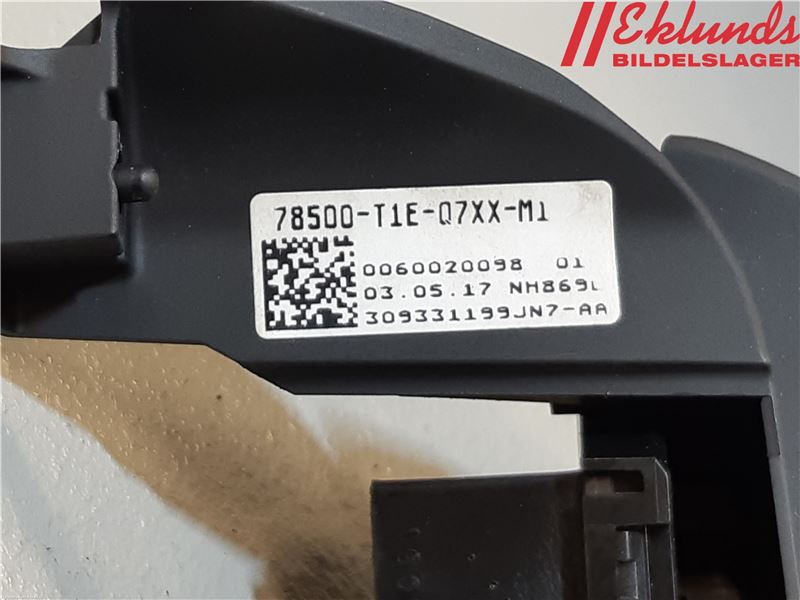 Eklunds
BILDELSLAGER
78500-T1E-Q7XX-M1
0060020098 01
03.05.17 NH869L
309331199JN7-AA